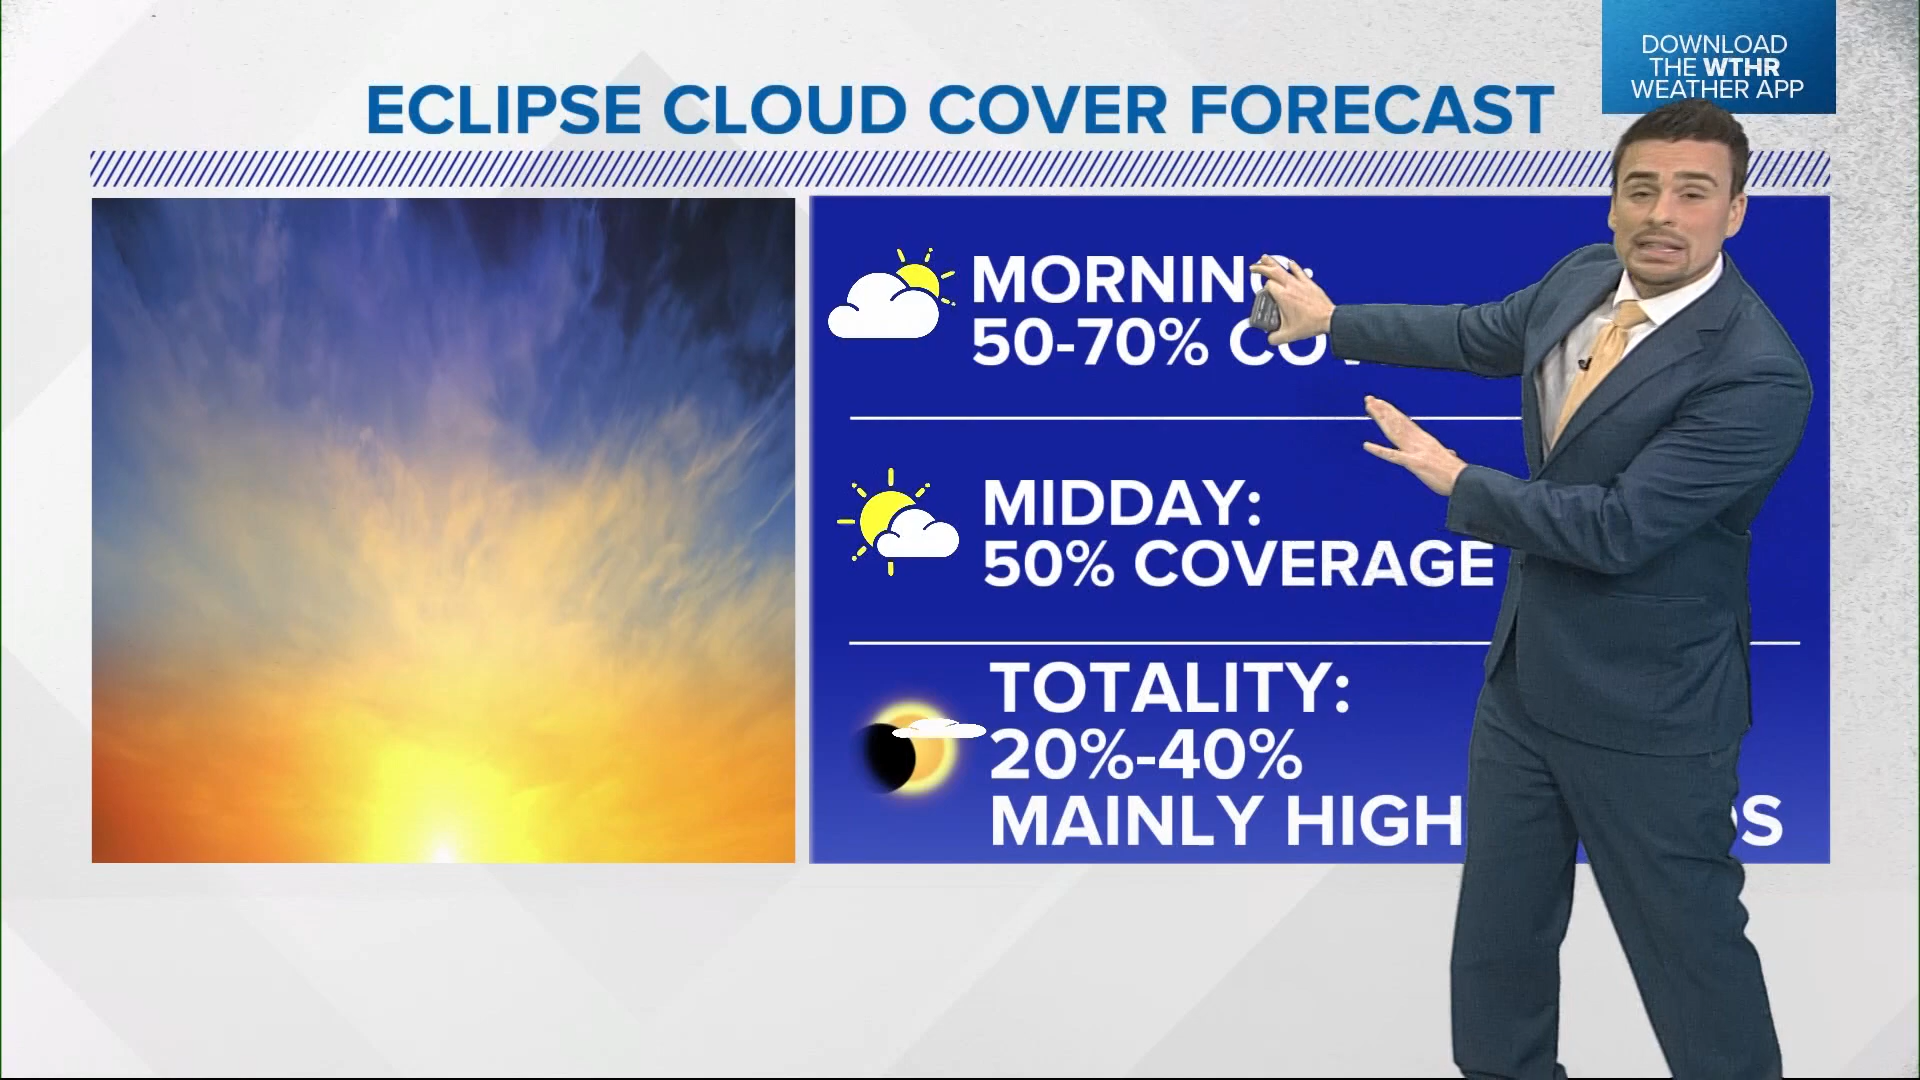 DOWNLOAD
THE WTHR
WEATHER APP
ECLIPSE CLOUD COVER FORECAST
50-70%
MIDDAY:
50% COVERAGE
TOTALITY:
20%-40%
MAINLY HIGH